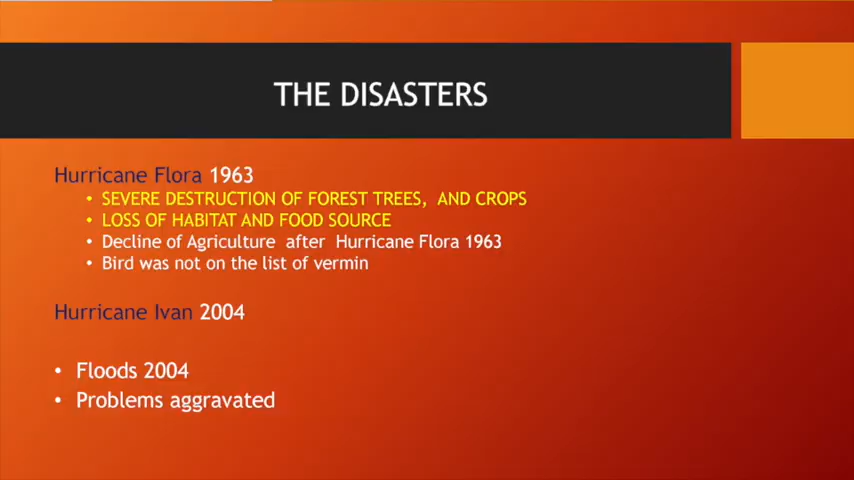 THE DISASTERS
Hurricane Flora 1963
• SEVERE DESTRUCTION OF FOREST TREES, AND CROPS
• LOSS OF HABITAT AND FOOD SOURCE
• Decline of Agriculture after Hurricane Flora 1963
• Bird was not on the list of vermin
Hurricane Ivan 2004
• Floods 2004
• Problems aggravated